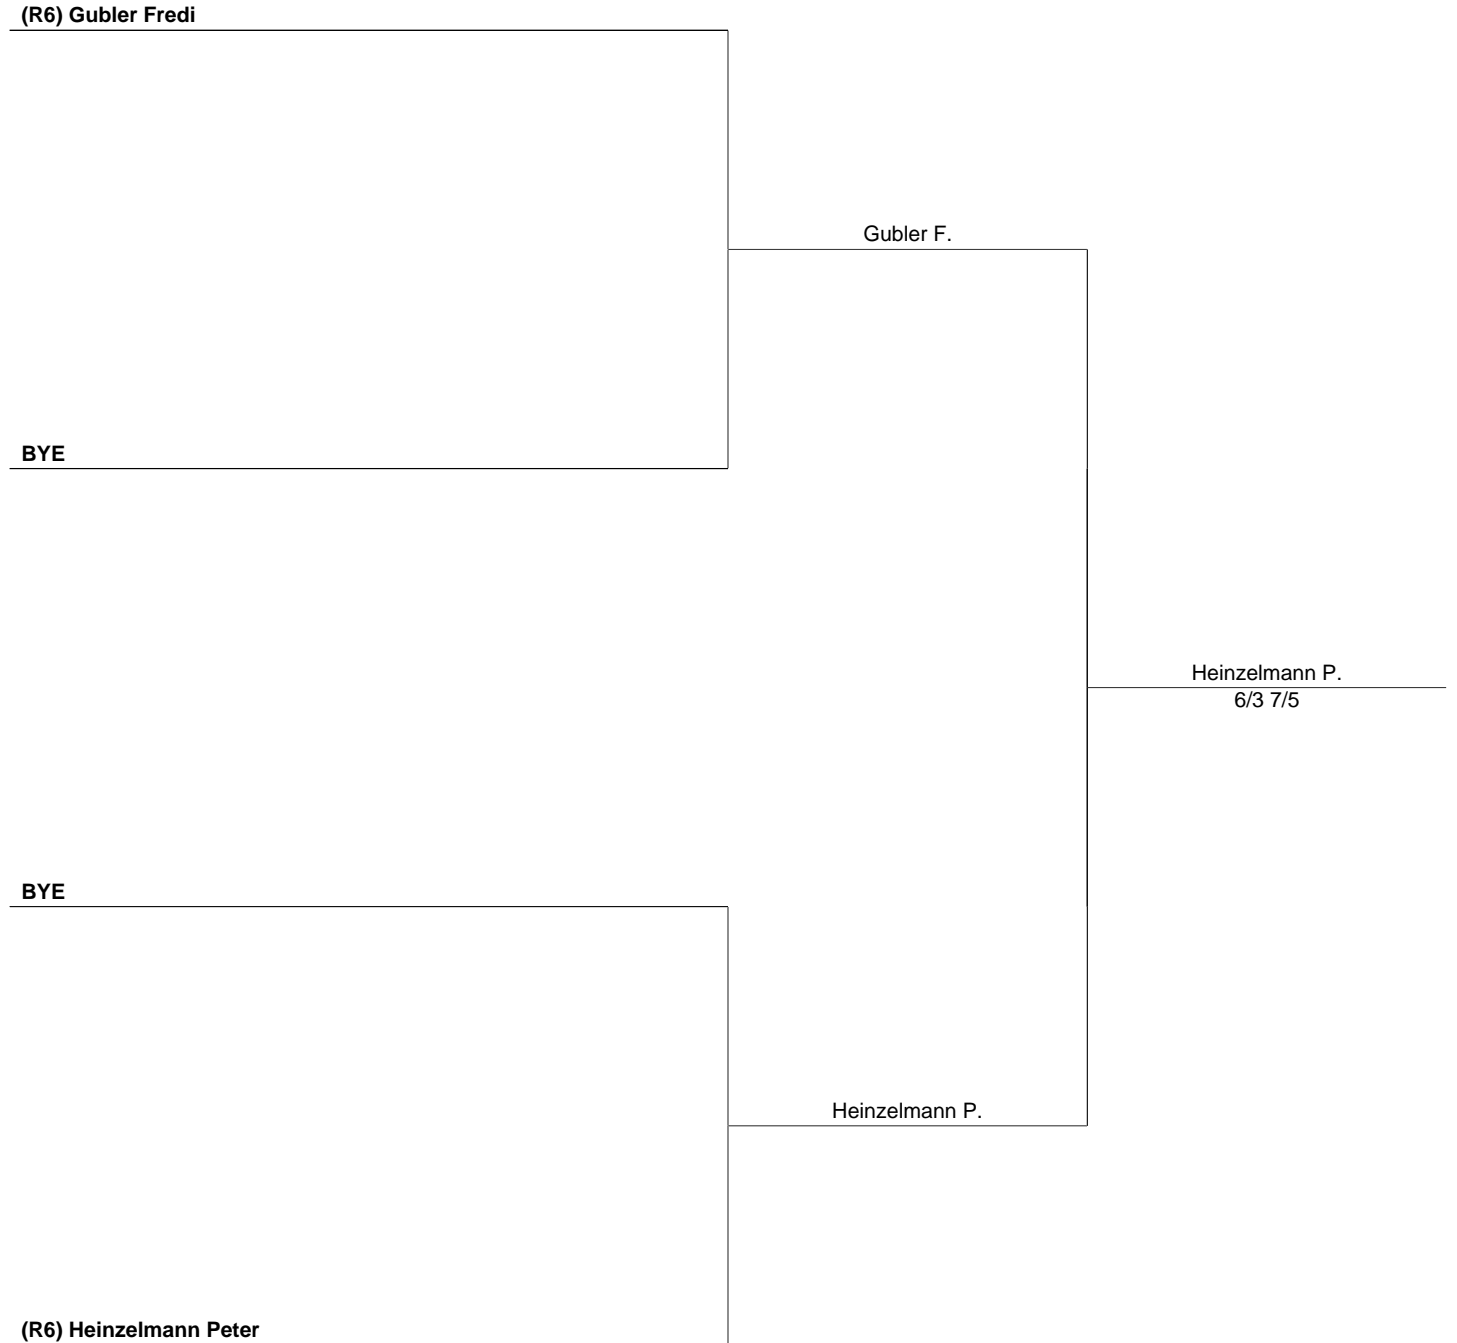 (R6) Gubler Fredi
Gubler F.
BYE
Heinzelmann P.
6/3 7/5
BYE
Heinzelmann P.
(R6) Heinzelmann Peter